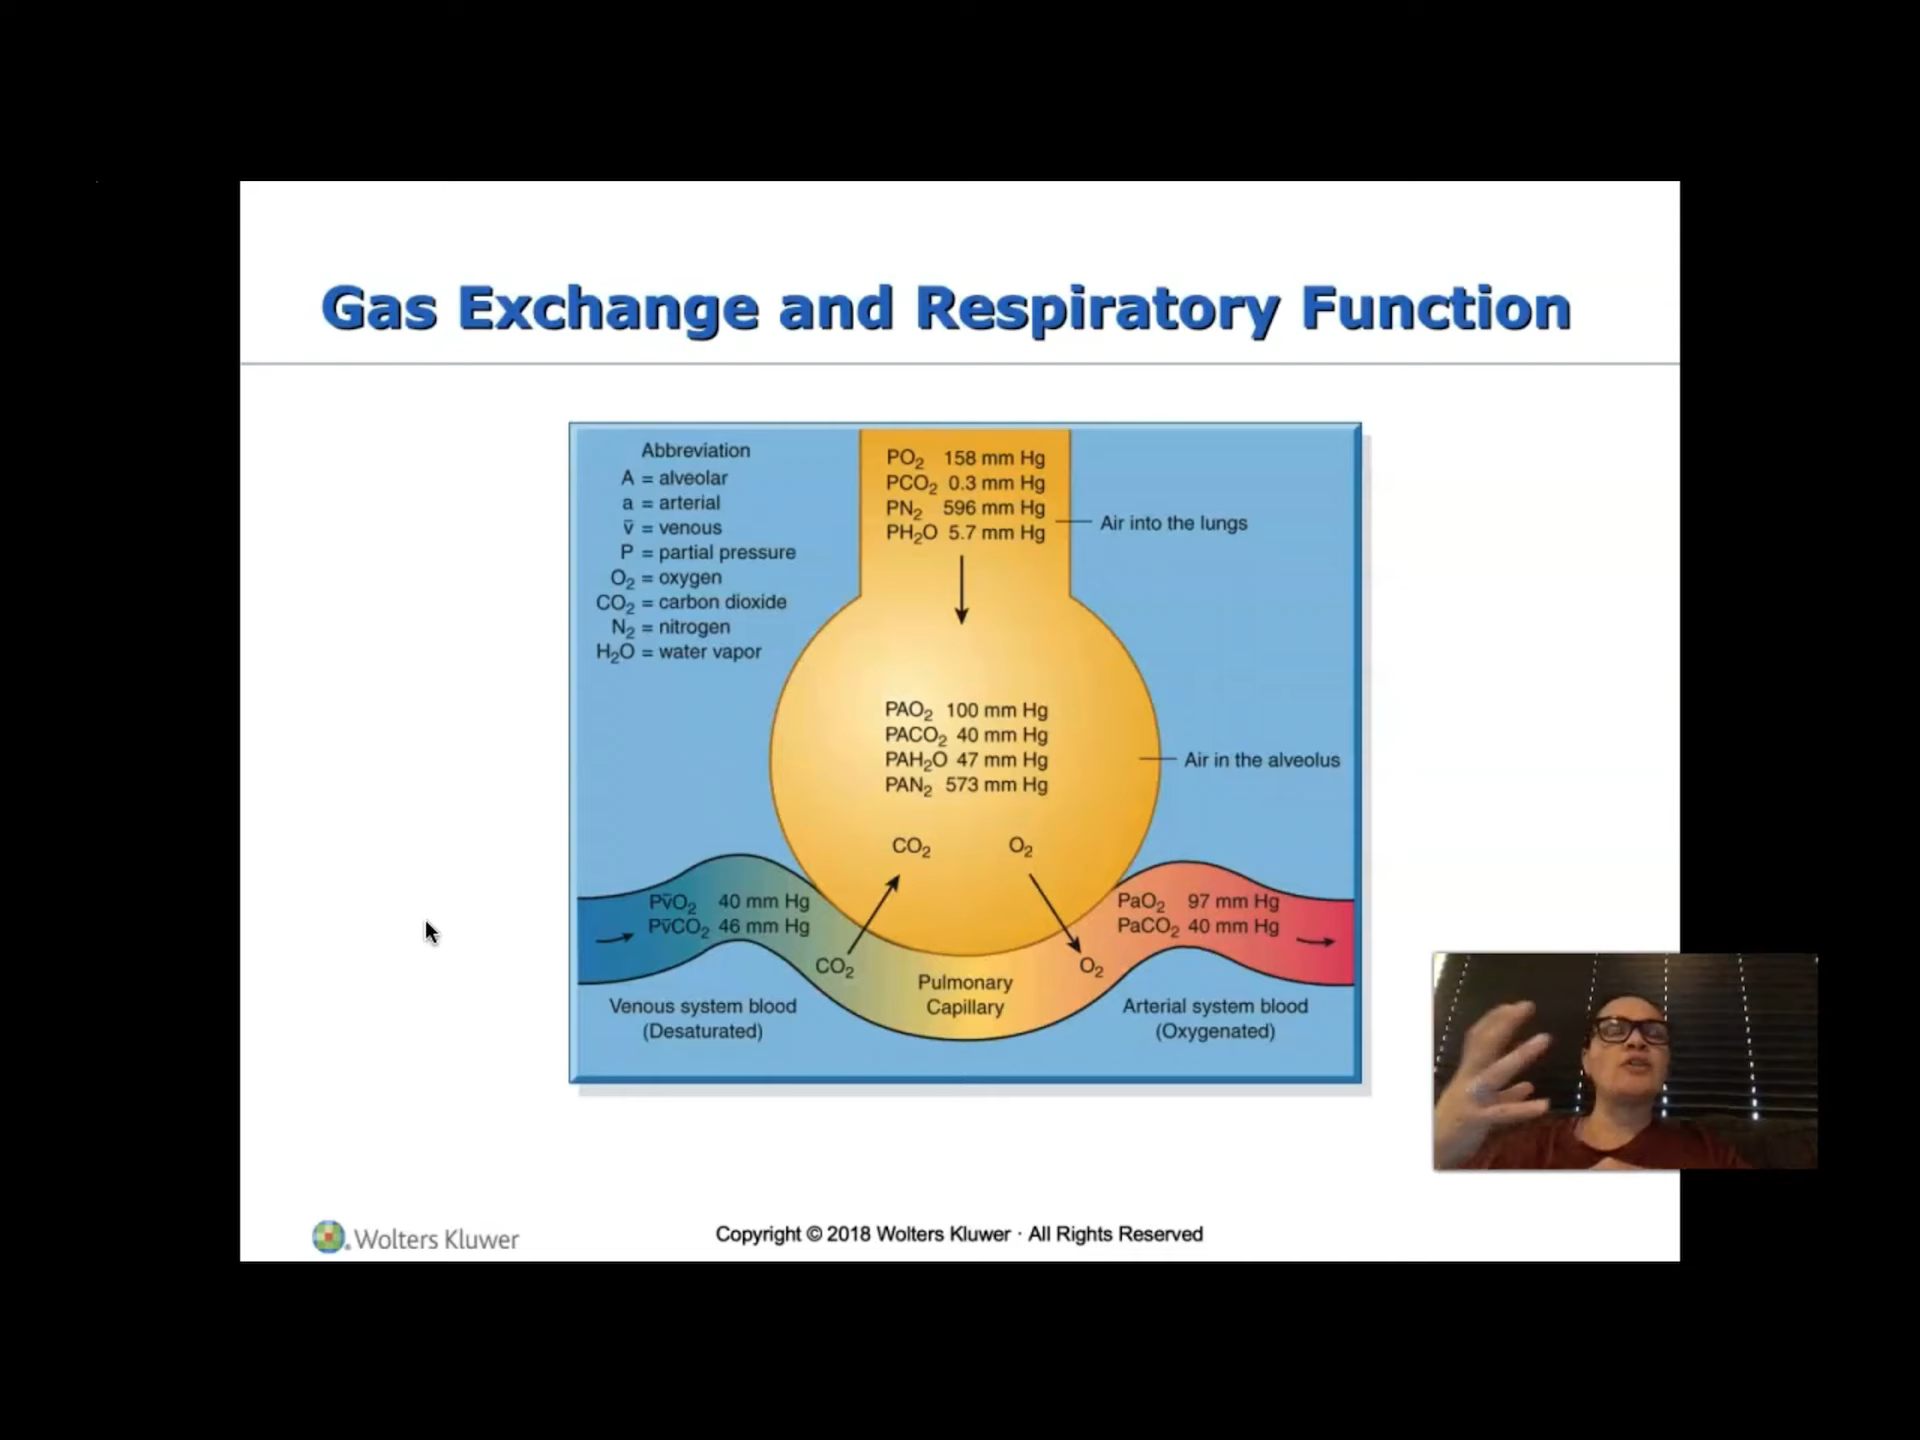 Gas Exchange and Respiratory Function
Abbreviation
A = alveolar
a = arterial
v̄ = venous
P = partial pressure
O₂ = oxygen
CO₂ = carbon dioxide
N₂ = nitrogen
H₂O = water vapor
PO₂ 158 mm Hg
PCO₂ 0.3 mm Hg
PN₂ 596 mm Hg
PH₂O 5.7 mm Hg
Air into the lungs
PAO₂ 100 mm Hg
PACO₂ 40 mm Hg
PAH₂O 47 mm Hg
PAN₂ 573 mm Hg
Air in the alveolus
CO₂ O₂
Pv̄O₂ 40 mm Hg
Pv̄CO₂ 46 mm Hg
PaO₂ 97 mm Hg
PaCO₂ 40 mm Hg
CO₂ O₂
Pulmonary
Capillary
Venous system blood
(Desaturated)
Arterial system blood
(Oxygenated)
Wolters Kluwer
Copyright © 2018 Wolters Kluwer · All Rights Reserved